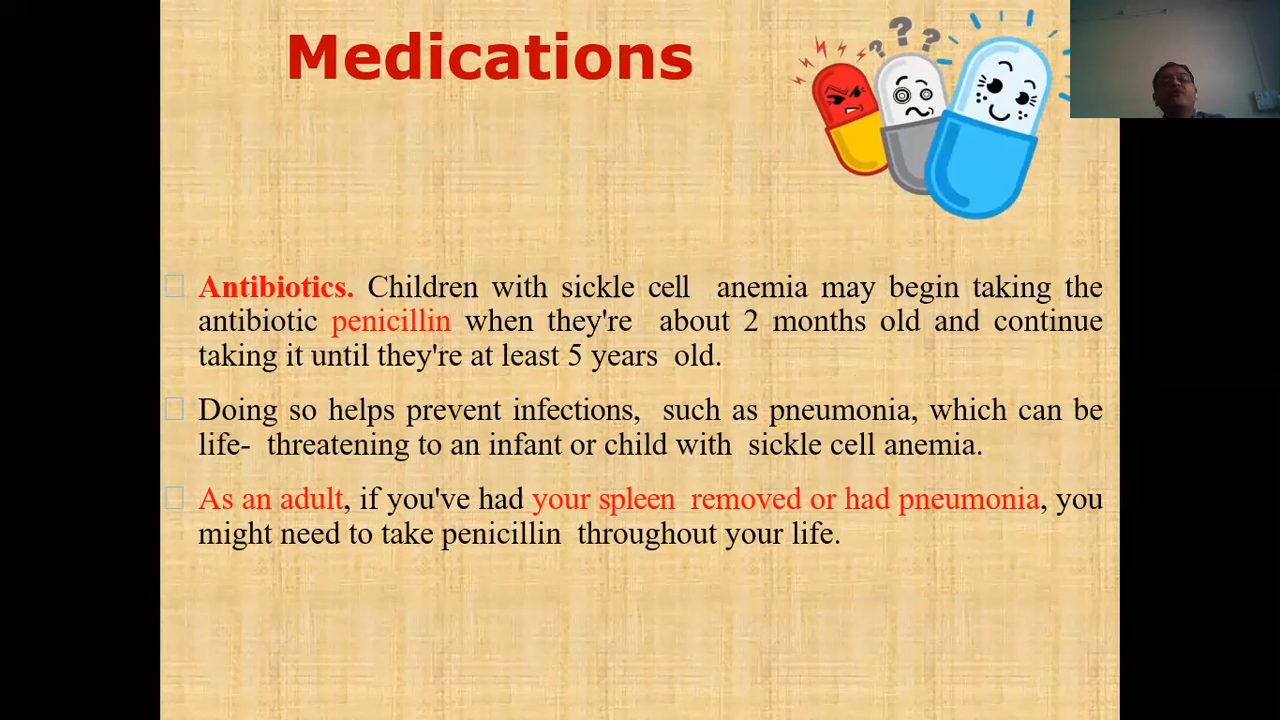 Medications
? ? ?
Antibiotics. Children with sickle cell anemia may begin taking the
antibiotic penicillin when they're about 2 months old and continue
taking it until they're at least 5 years old.
Doing so helps prevent infections, such as pneumonia, which can be
life- threatening to an infant or child with sickle cell anemia.
As an adult, if you've had your spleen removed or had pneumonia, you
might need to take penicillin throughout your life.